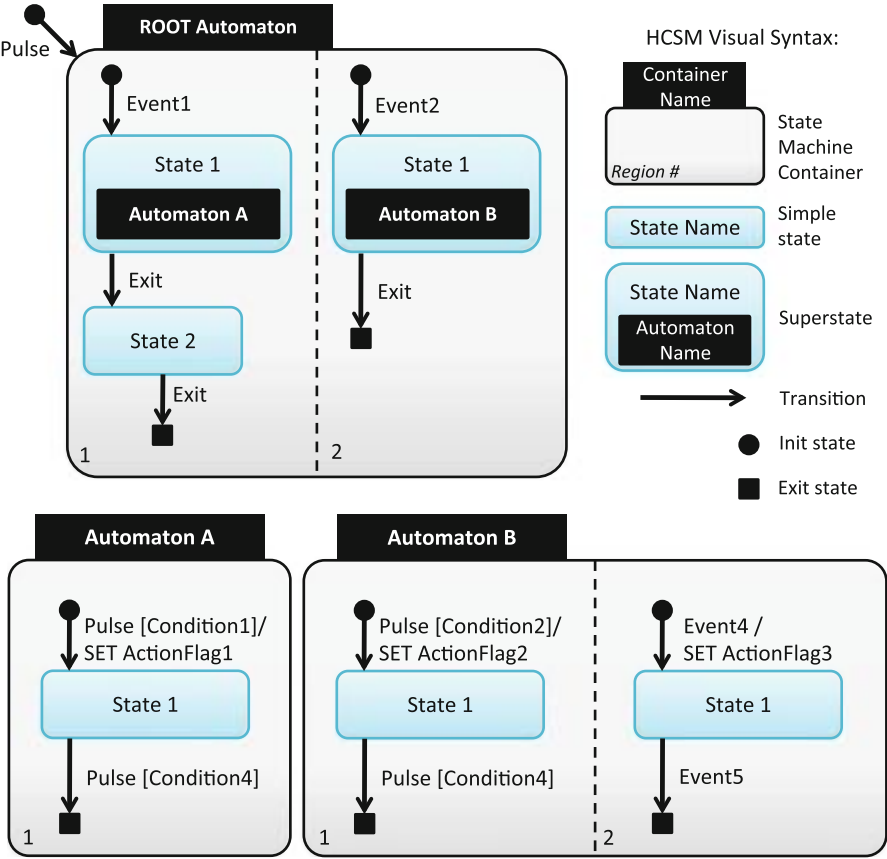 Pulse
ROOT Automaton
Event1
State 1
Automaton A
Exit
State 2
Exit
1
Event2
State 1
Automaton B
Exit
2
HCSM Visual Syntax:
Container
Name
Region #
State
Machine
Container
State Name
Simple
state
State Name
Automaton
Name
Superstate
Transition
Init state
Exit state
Automaton A
Pulse [Condition1]/
SET ActionFlag1
State 1
Pulse [Condition4]
1
Automaton B
Pulse [Condition2]/
SET ActionFlag2
State 1
Pulse [Condition4]
1
Event4 /
SET ActionFlag3
State 1
Event5
2